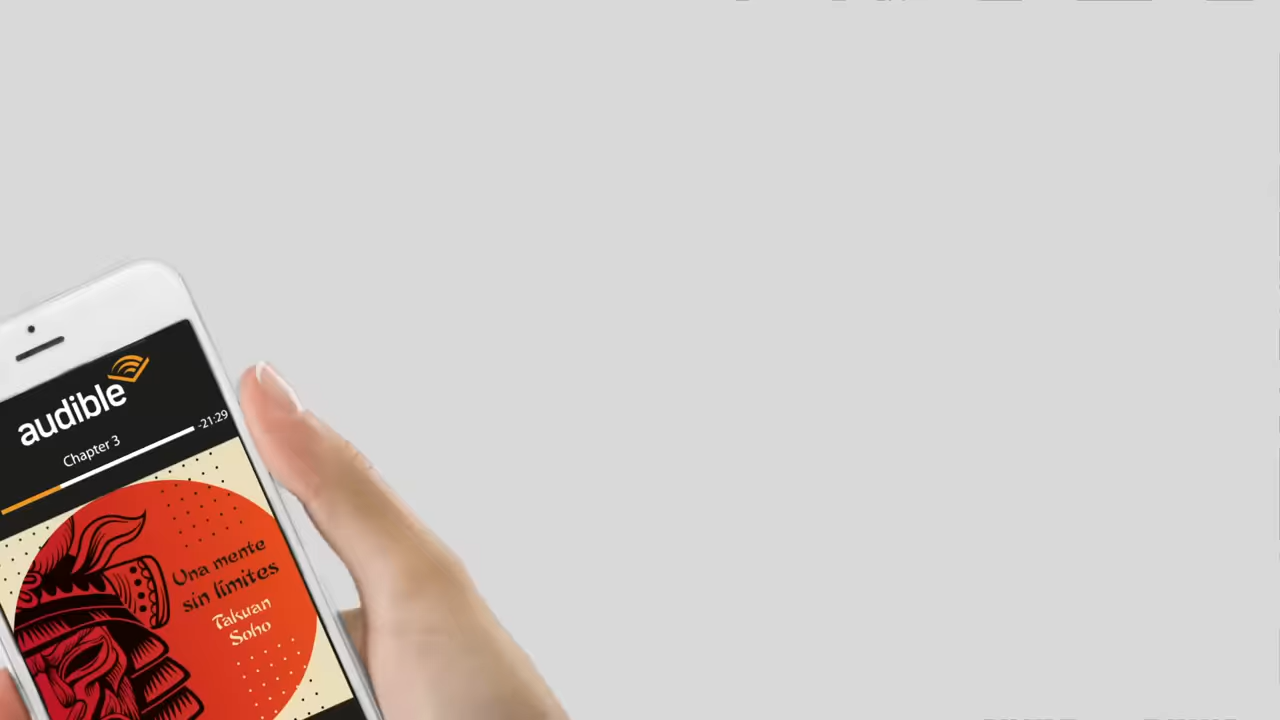 audible
Chapter 3
-21:29
Una mente
sin límites
Takuan
Soho